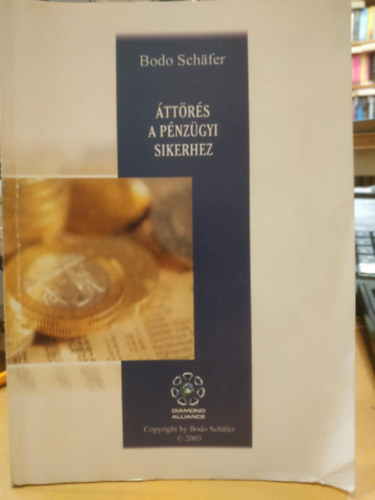 Bodo Schäfer
ÁTTÖRÉS
A PÉNZÜGYI
SIKERHEZ
DIAMOND
ALLIANCE
Copyright by Bodo Schäfer
© 2003